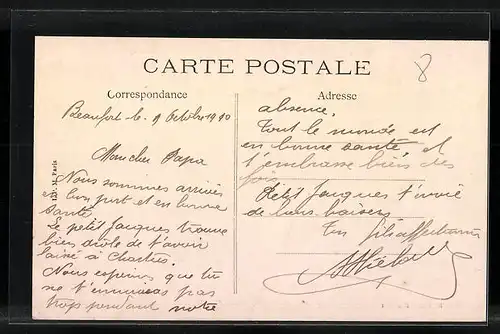 8
CARTE POSTALE
Correspondance
Adresse
Beaufort le 9 Octobre 1910
Mon cher Papa
Nous sommes arrivés
à bon port et en bonne
santé
Le petit Jacques trouve
bien drôle de t'avoir
laissé à Chartres.
Nous espérons que tu
ne t'ennuies pas
trop pendant notre
absence.
Tout le monde est
en bonne santé et
t'embrasse bien des
fois
Petit Jacques t'envoie
de bons baisers
Ton fils affectionné
M. Paris